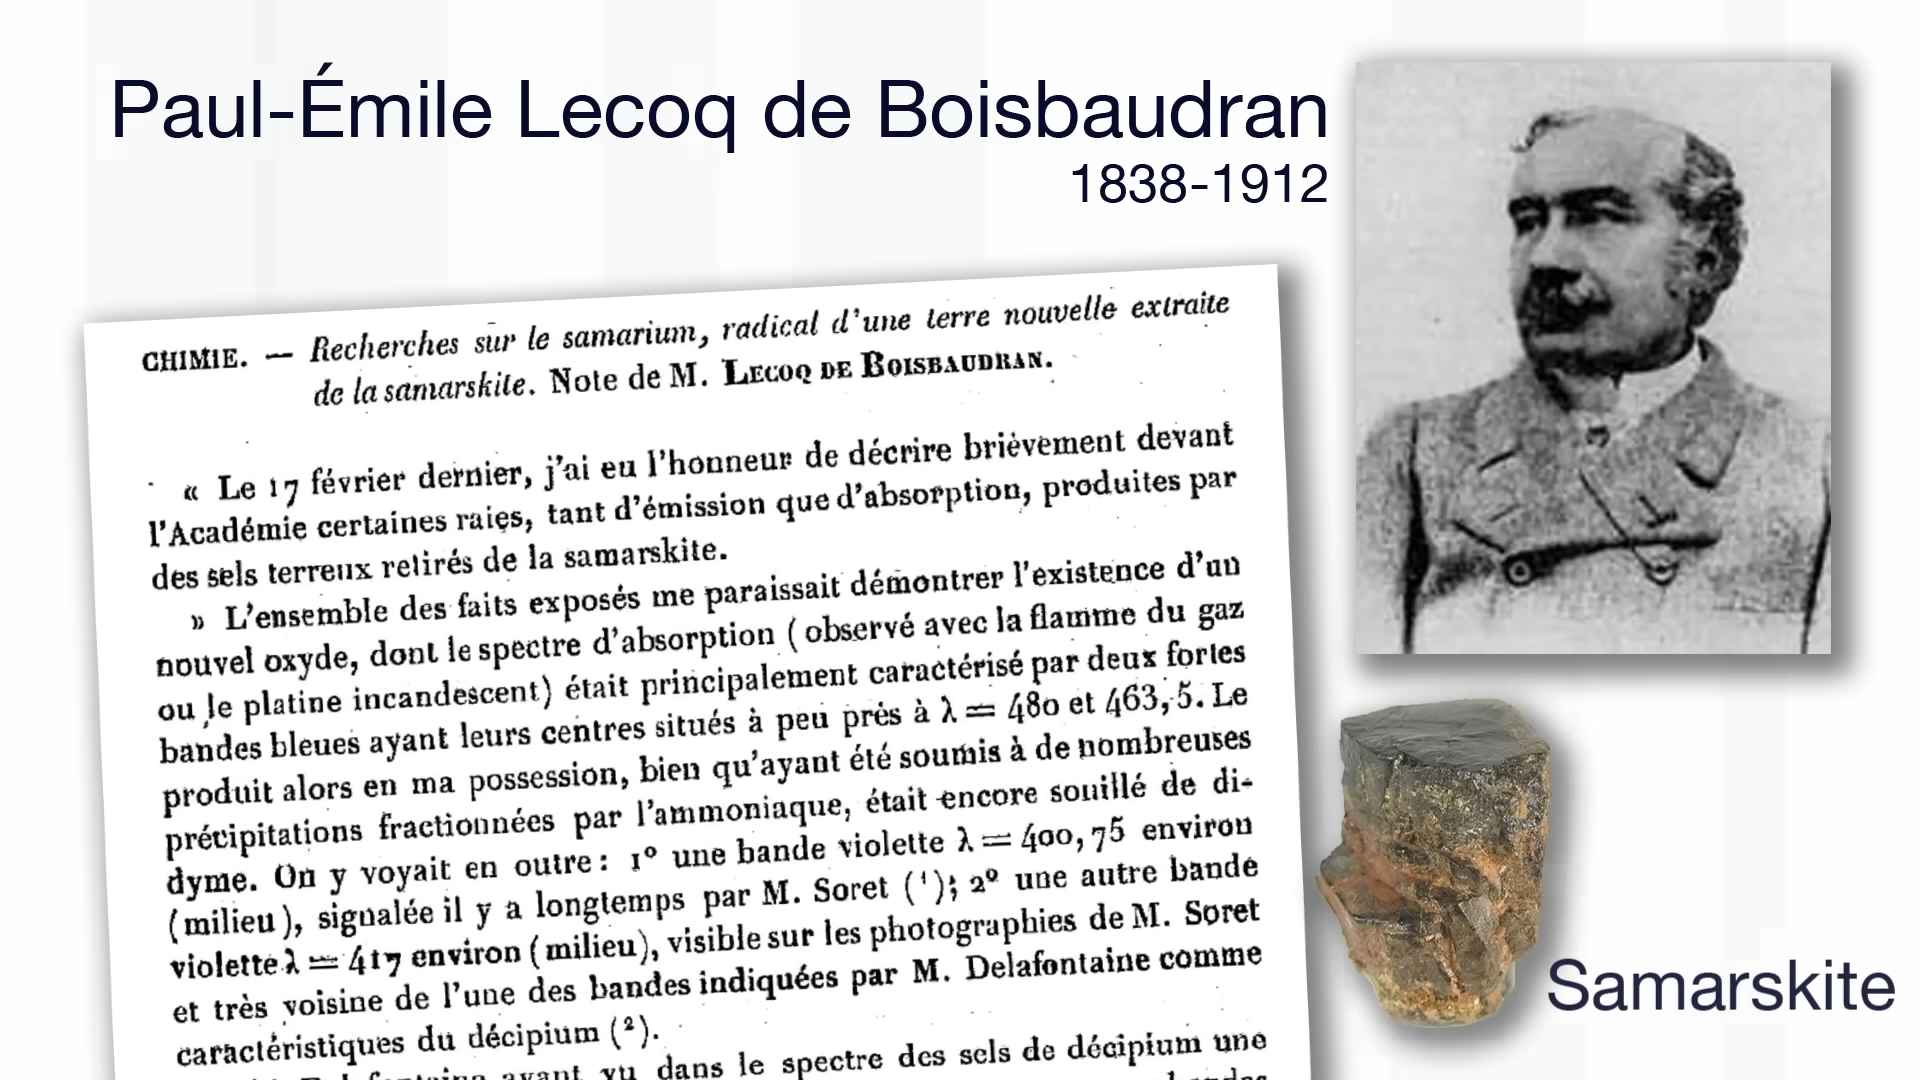 Paul-Émile Lecoq de Boisbaudran
1838-1912
CHIMIE. — Recherches sur le samarium, radical d'une terre nouvelle extraite
de la samarskite. Note de M. LECOQ DE BOISBAUDRAN.
« Le 17 février dernier, j'ai eu l'honneur de décrire brièvement devant
l'Académie certaines raies, tant d'émission que d'absorption, produites par
des sels terreux retirés de la samarskite.
» L'ensemble des faits exposés me paraissait démontrer l'existence d'un
nouvel oxyde, dont le spectre d'absorption (observé avec la flamme du gaz
ou le platine incandescent) était principalement caractérisé par deux fortes
bandes bleues ayant leurs centres situés à peu près à λ = 480 et 463,5. Le
produit alors en ma possession, bien qu'ayant été soumis à de nombreuses
précipitations fractionnées par l'ammoniaque, était encore souillé de di-
dyme. On y voyait en outre: 1° une bande violette λ = 400,75 environ
(milieu), signalée il y a longtemps par M. Soret (¹); 2° une autre bande
violette λ = 417 environ (milieu), visible sur les photographies de M. Soret
et très voisine de l'une des bandes indiquées par M. Delafontaine comme
caractéristiques du décipium (²).
ayant vu dans le spectre des sels de décipium une
Samarskite